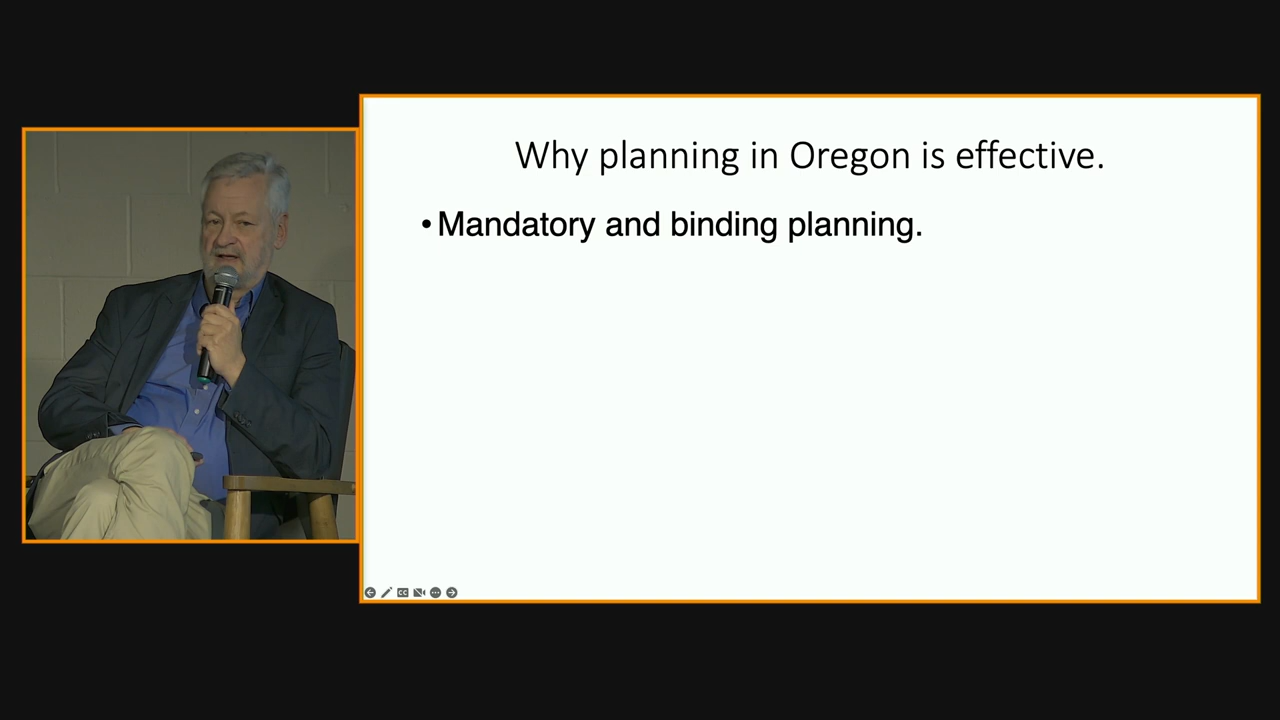 Why planning in Oregon is effective.
• Mandatory and binding planning.